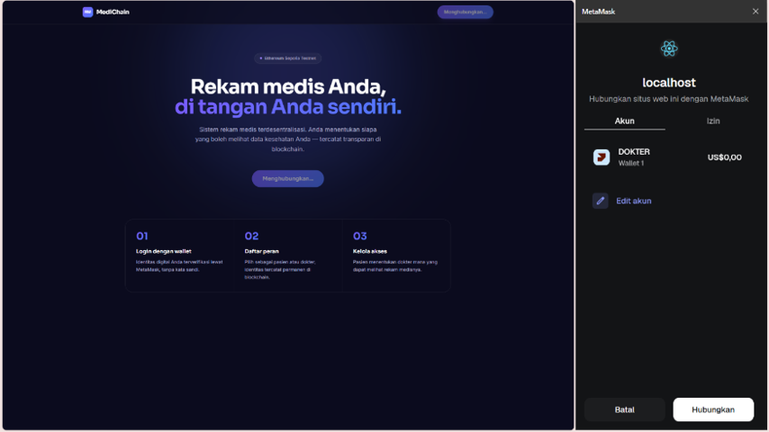 MediChain
Menghubungkan...
Ethereum Sepolia Testnet
Rekam medis Anda,
di tangan Anda sendiri.
Sistem rekam medis terdesentralisasi. Anda menentukan siapa
yang boleh melihat data kesehatan Anda — tercatat transparan di
blockchain.
Menghubungkan...
01
Login dengan wallet
Identitas digital Anda terverifikasi lewat
MetaMask, tanpa kata sandi.
02
Daftar peran
Pilih sebagai pasien atau dokter,
identitas tercatat permanen di
blockchain.
03
Kelola akses
Pasien menentukan dokter mana yang
dapat melihat rekam medisnya.
MetaMask
localhost
Hubungkan situs web ini dengan MetaMask
Akun
Izin
DOKTER
Wallet 1
US$0,00
Edit akun
Batal
Hubungkan